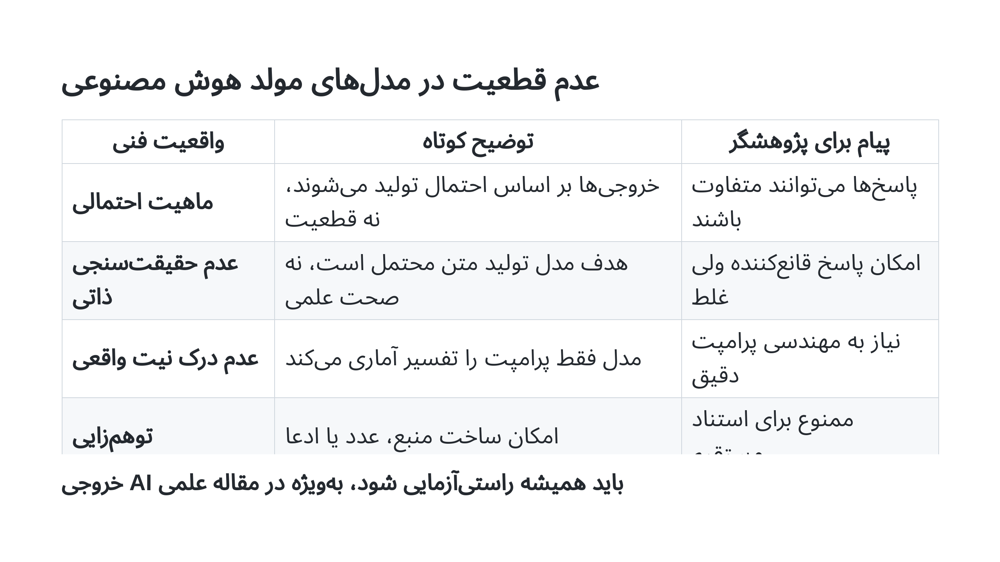 عدم قطعیت در مدل‌های مولد هوش مصنوعی
واقعیت فنی
توضیح کوتاه
پیام برای پژوهشگر
ماهیت احتمالی
خروجی‌ها بر اساس احتمال تولید می‌شوند،
نه قطعیت
پاسخ‌ها می‌توانند متفاوت
باشند
عدم حقیقت‌سنجی
ذاتی
هدف مدل تولید متن محتمل است، نه
صحت علمی
امکان پاسخ قانع‌کننده ولی
غلط
عدم درک نیت واقعی
مدل فقط پرامپت را تفسیر آماری می‌کند
نیاز به مهندسی پرامپت
دقیق
توهم‌زایی
امکان ساخت منبع، عدد یا ادعا
ممنوع برای استناد
خروجی AI باید همیشه راستی‌آزمایی شود، به‌ویژه در مقاله علمی